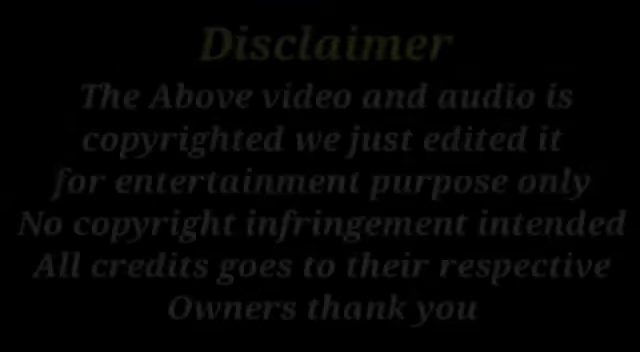 Disclaimer
The Above video and audio is
copyrighted we just edited it
for entertainment purpose only
No copyright infringement intended
All credits goes to their respective
Owners thank you